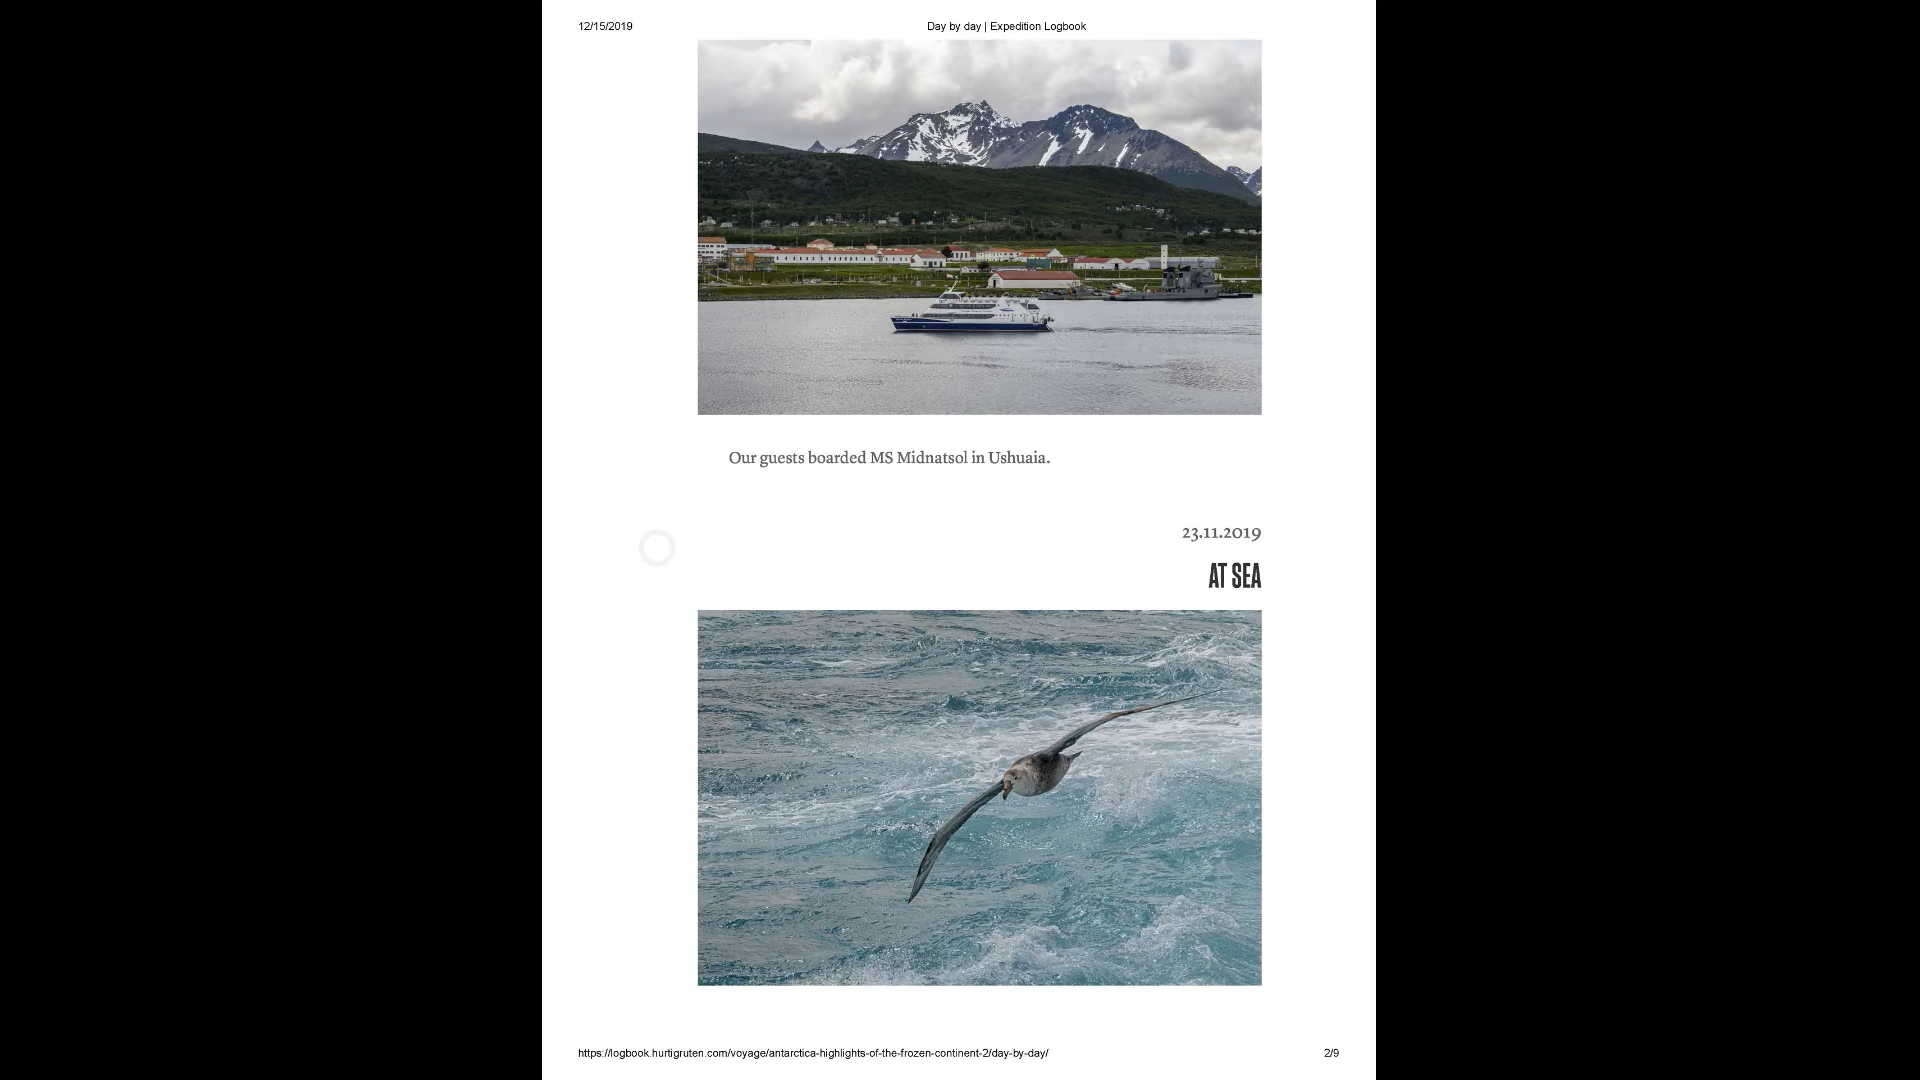 12/15/2019
Day by day | Expedition Logbook
Our guests boarded MS Midnatsol in Ushuaia.
23.11.2019
AT SEA
https://logbook.hurtigruten.com/voyage/antarctica-highlights-of-the-frozen-continent-2/day-by-day/
2/9